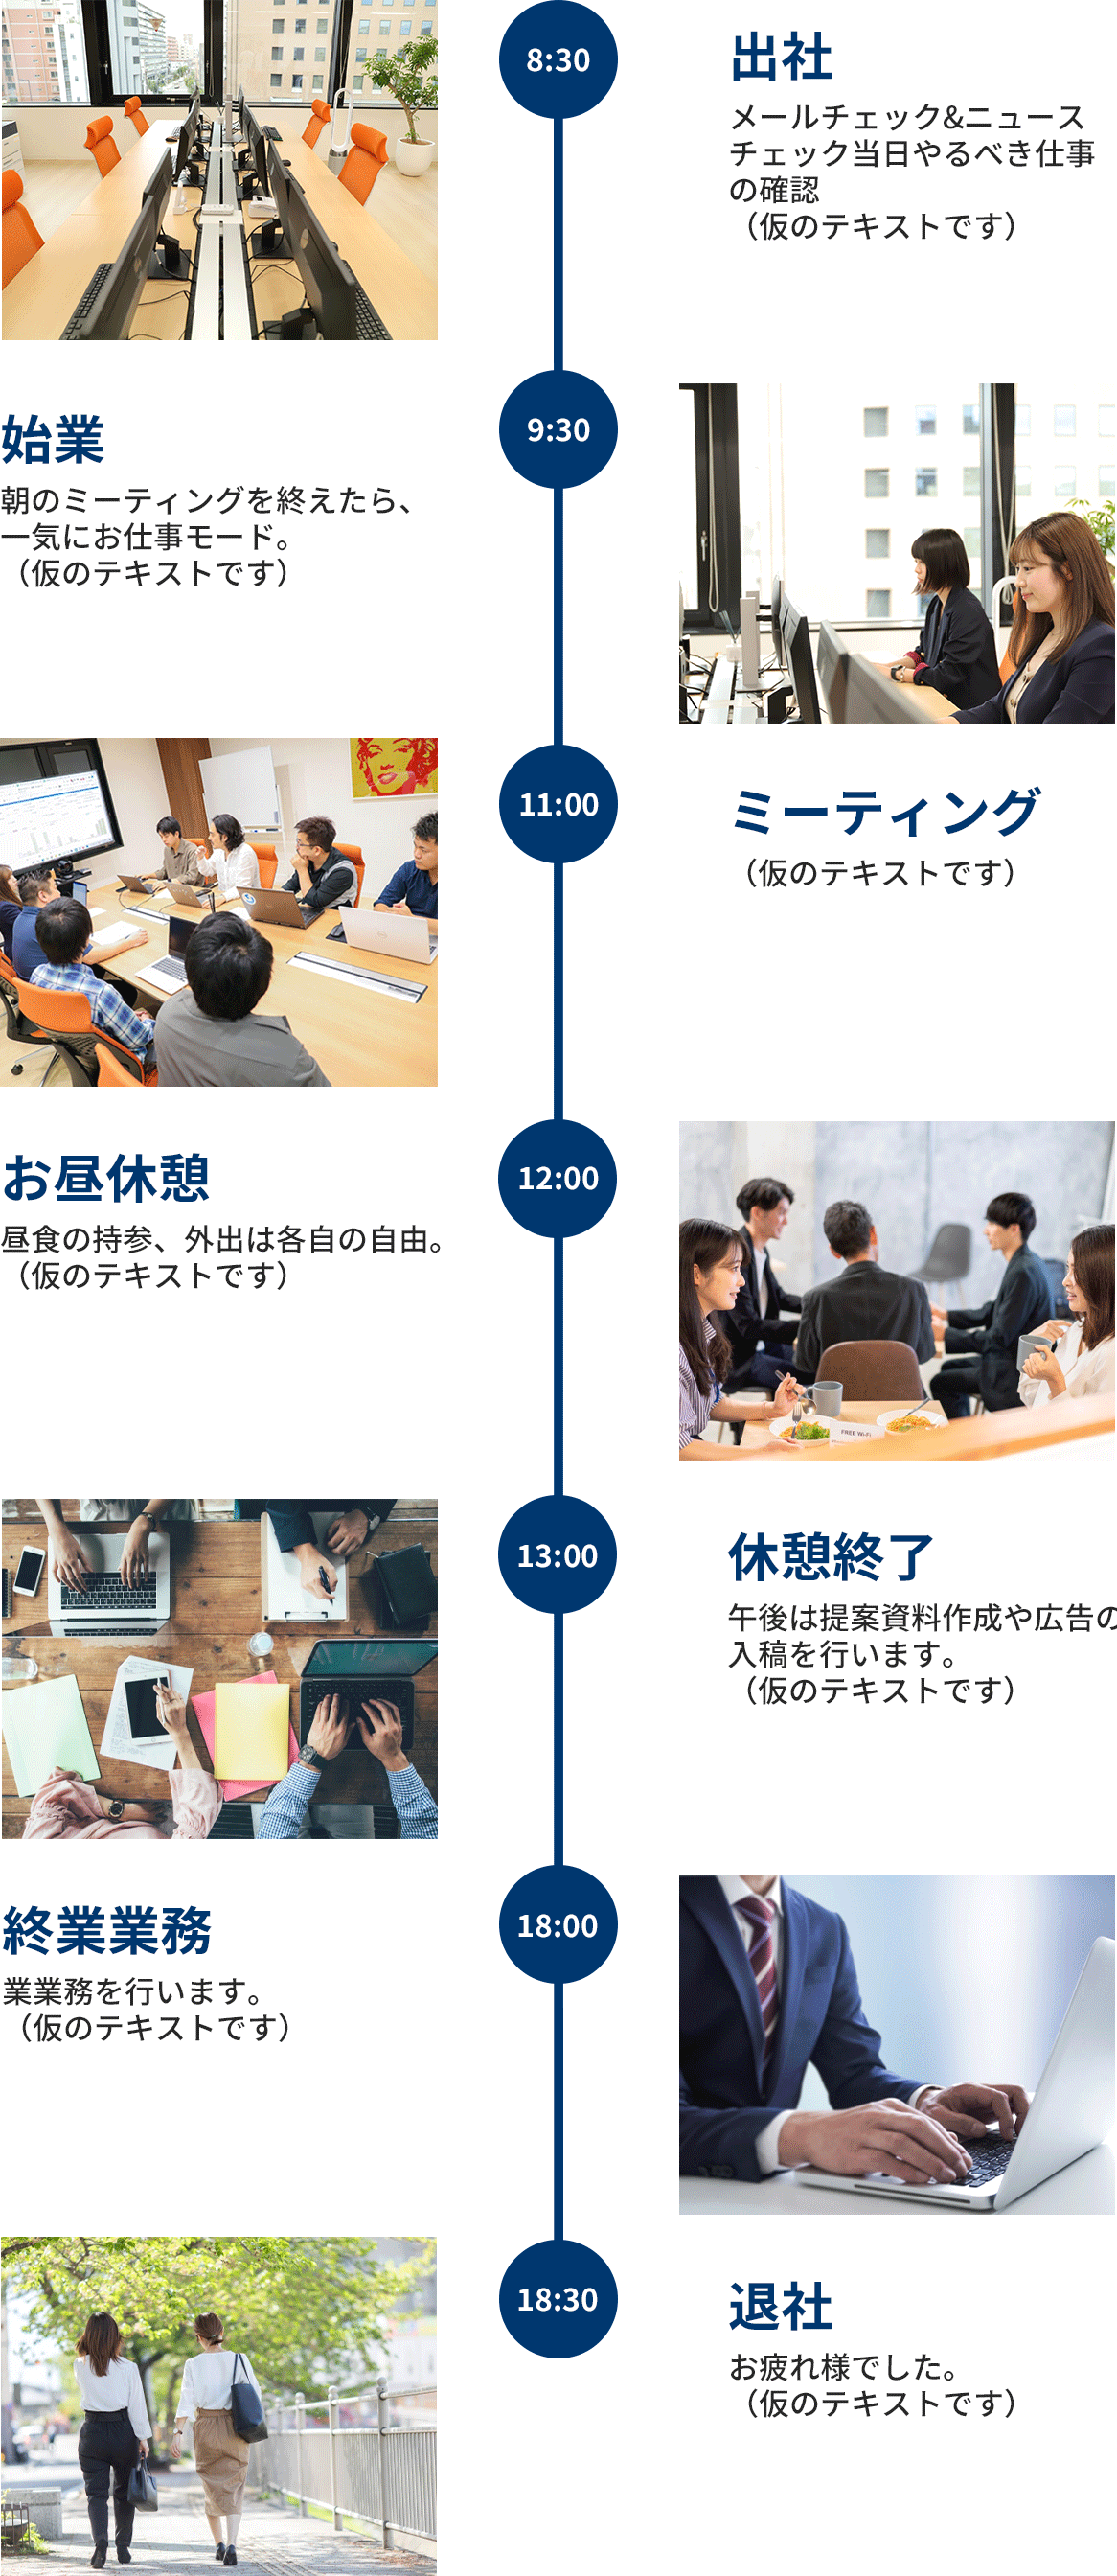 8:30
出社
メールチェック&ニュース
チェック当日やるべき仕事
の確認
（仮のテキストです）
9:30
始業
朝のミーティングを終えたら、
一気にお仕事モード。
（仮のテキストです）
11:00
ミーティング
（仮のテキストです）
12:00
お昼休憩
昼食の持参、外出は各自の自由。
（仮のテキストです）
FREE Wi-Fi
13:00
休憩終了
午後は提案資料作成や広告の
入稿を行います。
（仮のテキストです）
18:00
終業業務
業業務を行います。
（仮のテキストです）
18:30
退社
お疲れ様でした。
（仮のテキストです）